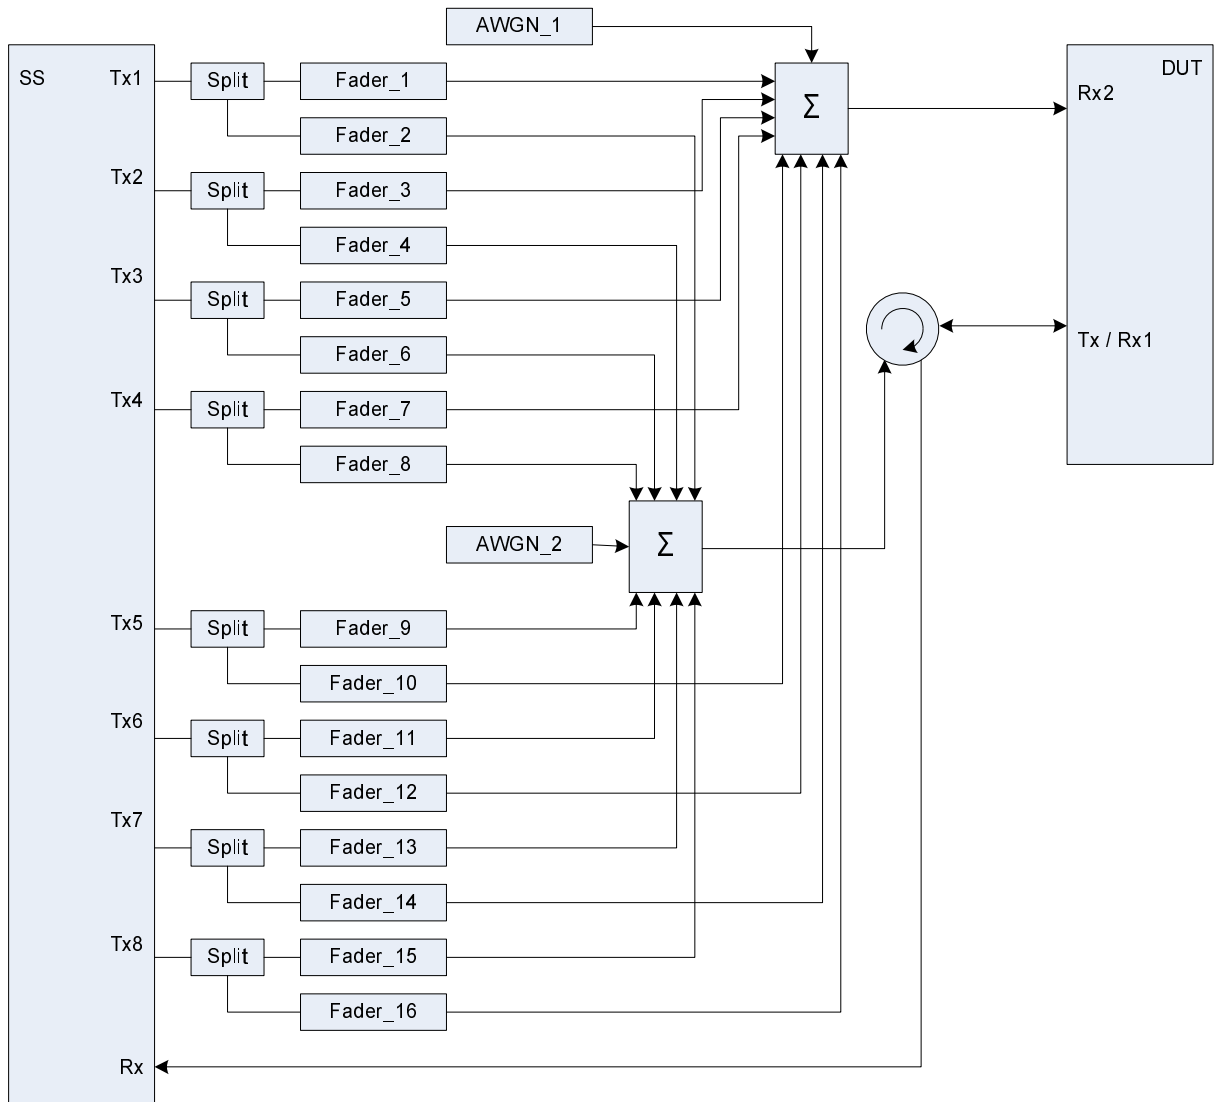 AWGN_1
SS
Tx1
Split
Fader_1
Σ
DUT
Rx2
Fader_2
Tx2
Split
Fader_3
Fader_4
Tx3
Split
Fader_5
Fader_6
Tx / Rx1
Tx4
Split
Fader_7
Fader_8
AWGN_2
Σ
Tx5
Split
Fader_9
Fader_10
Tx6
Split
Fader_11
Fader_12
Tx7
Split
Fader_13
Fader_14
Tx8
Split
Fader_15
Fader_16
Rx